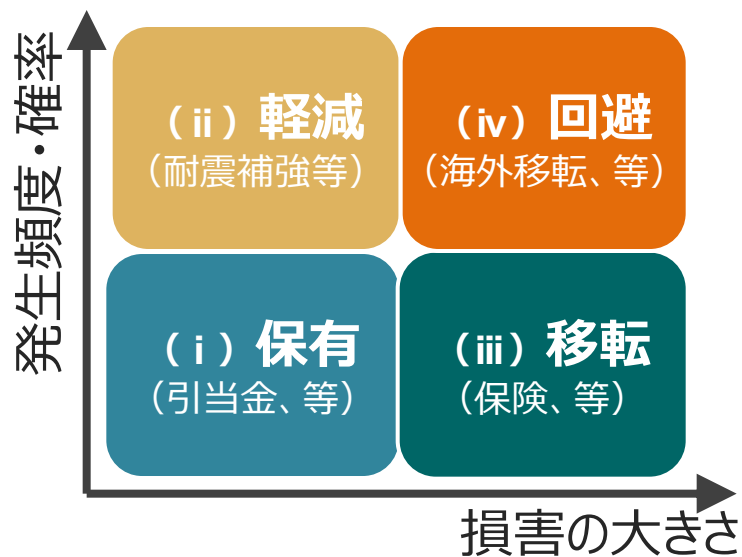 発生頻度・確率
（ⅱ）軽減
（耐震補強等）
（ⅳ）回避
（海外移転、等）
（ⅰ）保有
（引当金、等）
（ⅲ）移転
（保険、等）
損害の大きさ